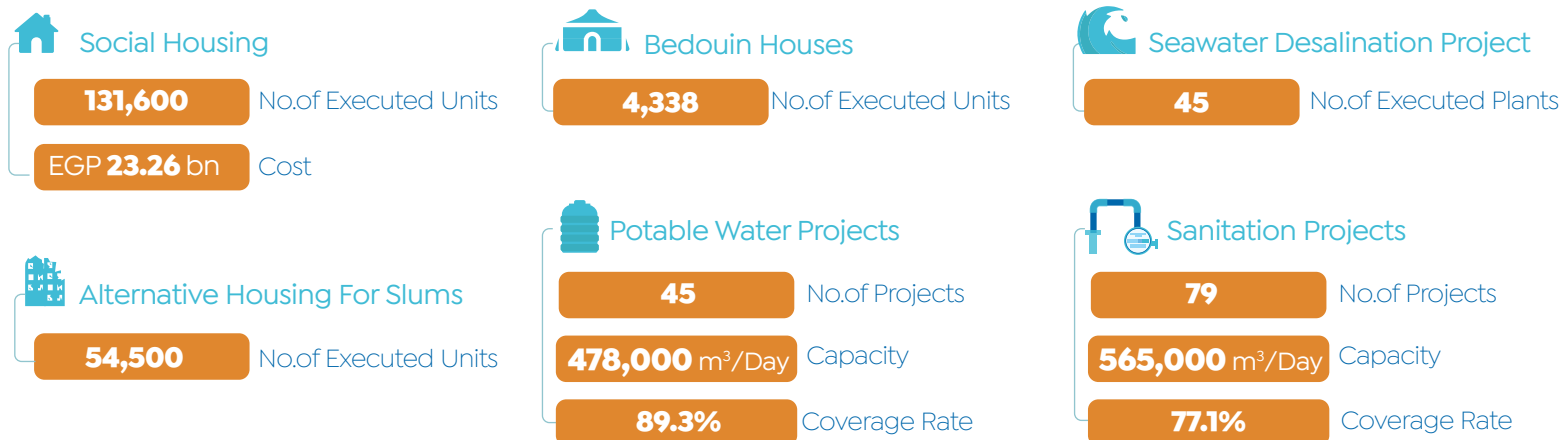 Social Housing
131,600 No.of Executed Units
EGP 23.26 bn Cost
Alternative Housing For Slums
54,500 No.of Executed Units
Bedouin Houses
4,338 No.of Executed Units
Potable Water Projects
45 No.of Projects
478,000 m³/Day Capacity
89.3% Coverage Rate
Seawater Desalination Project
45 No.of Executed Plants
Sanitation Projects
79 No.of Projects
565,000 m³/Day Capacity
77.1% Coverage Rate